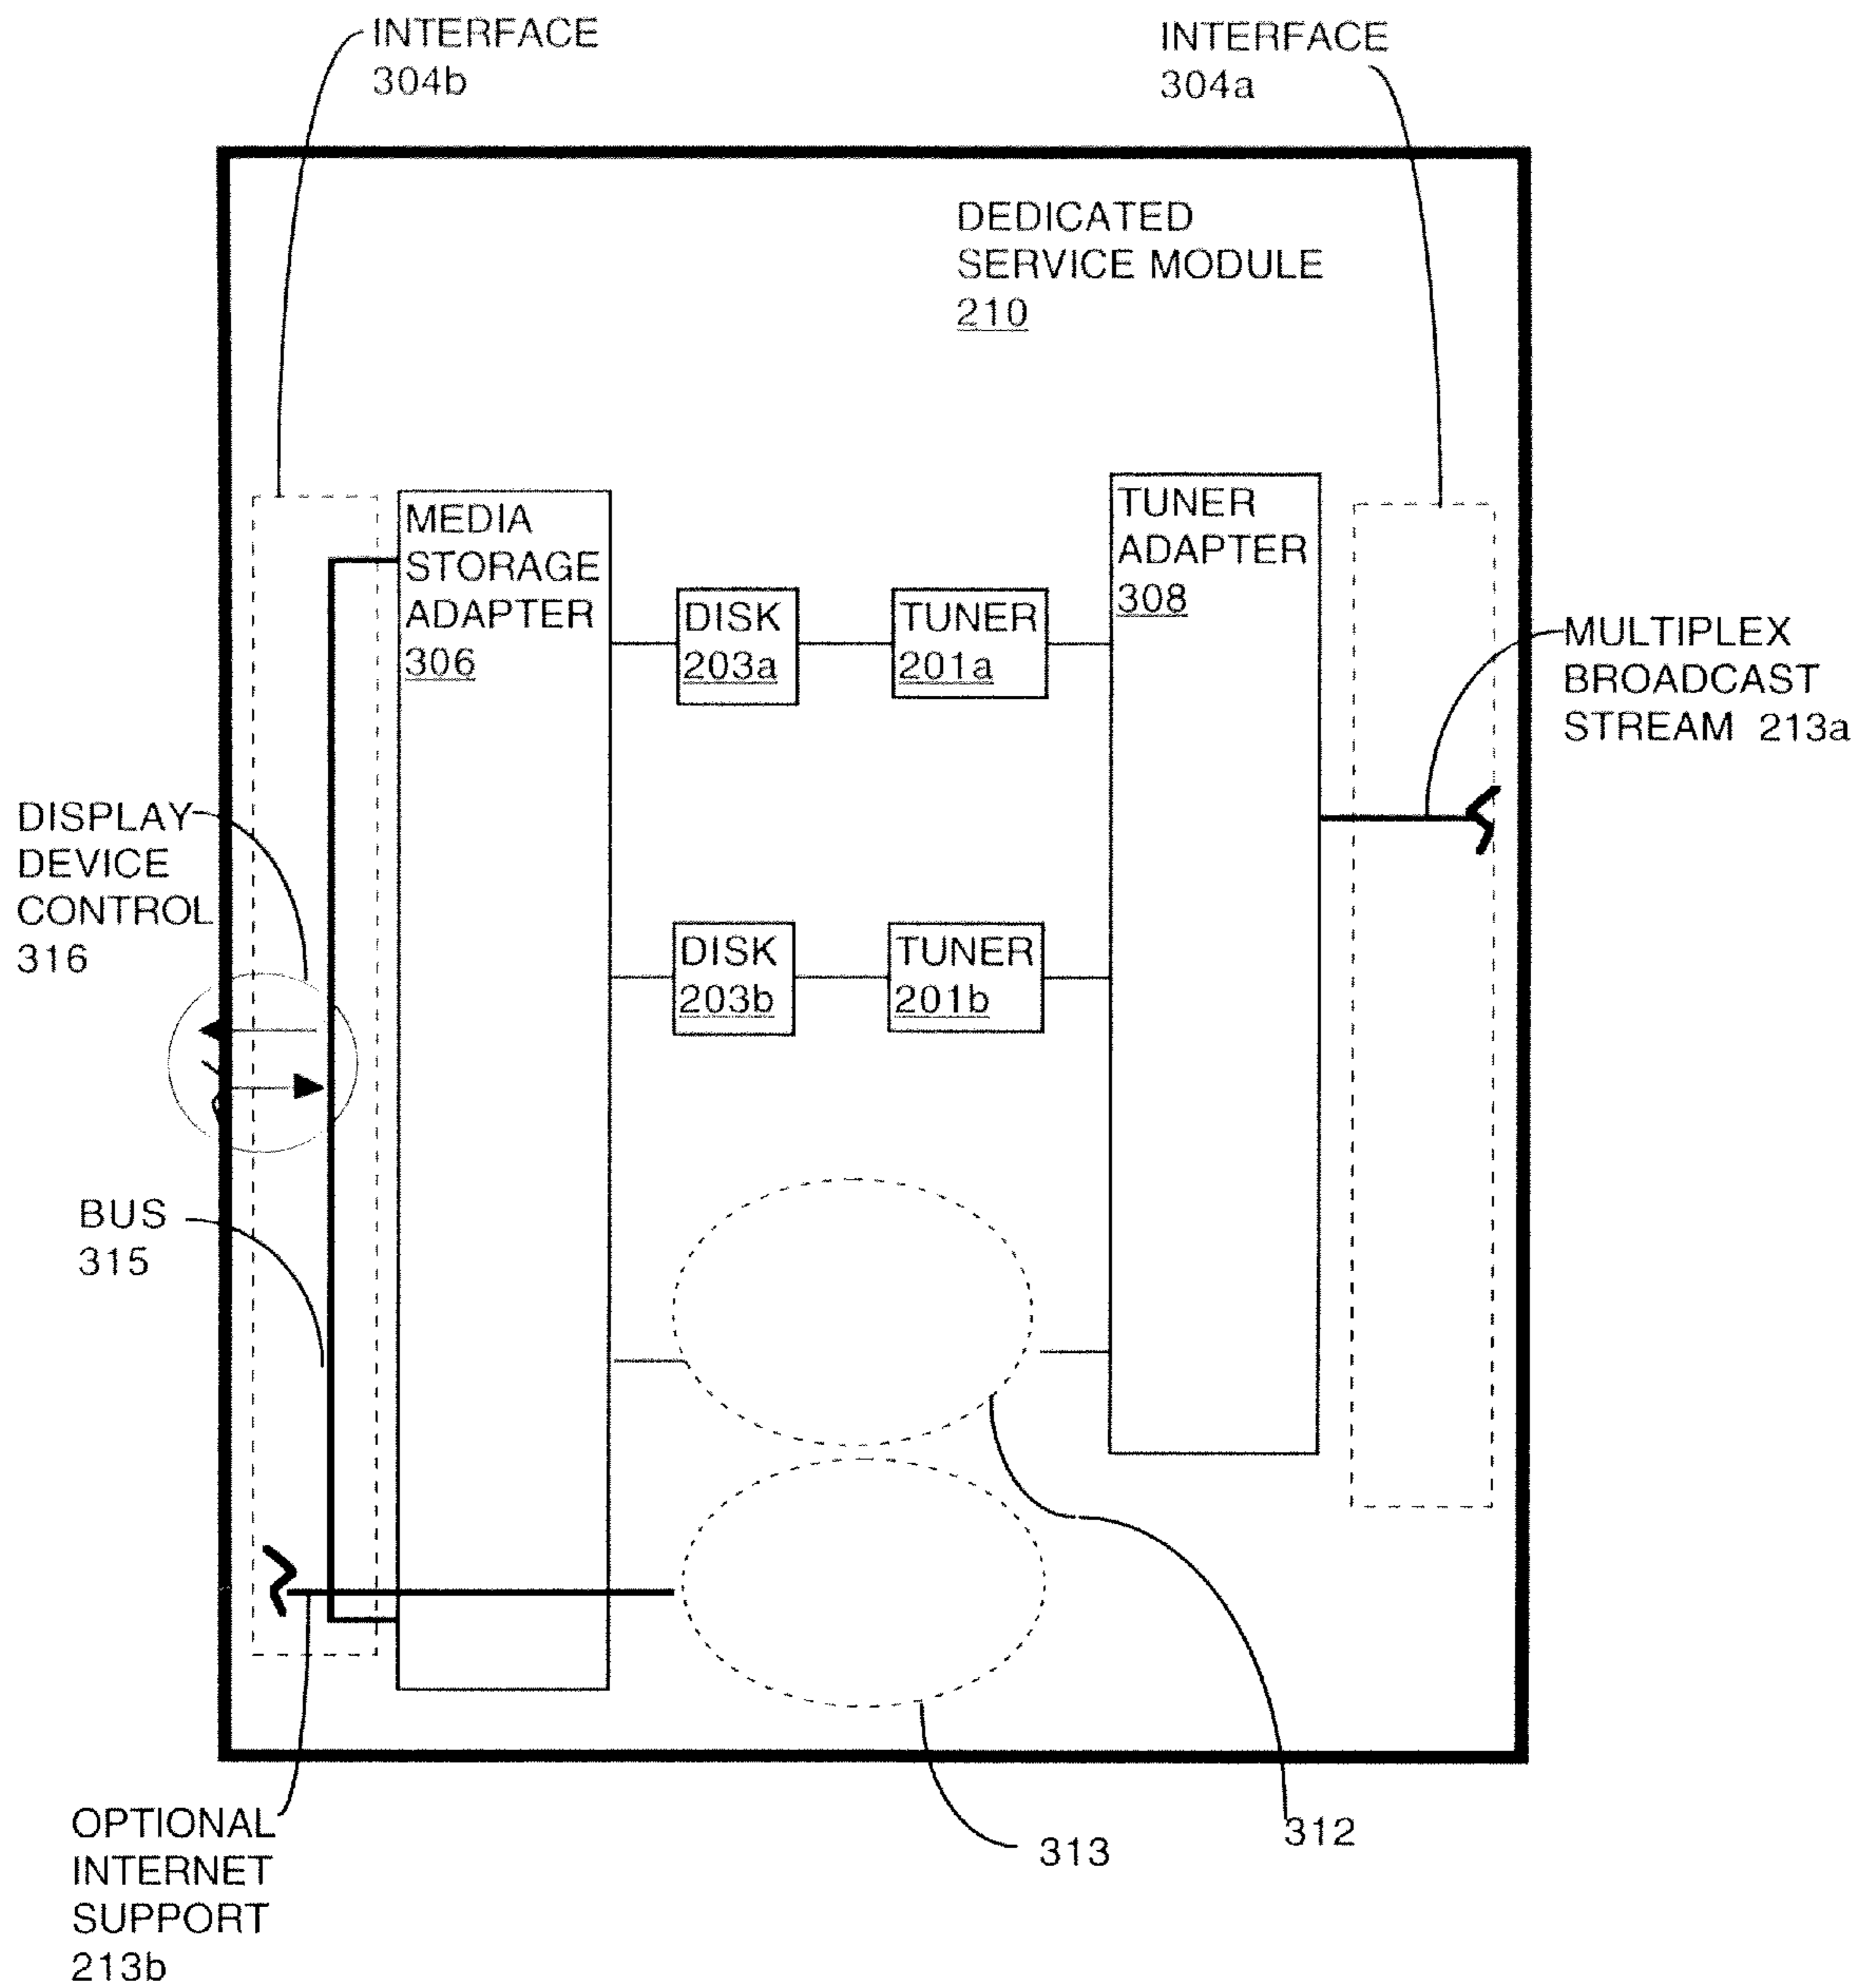 INTERFACE
304b
INTERFACE
304a
DEDICATED
SERVICE MODULE
210
MEDIA
STORAGE
ADAPTER
306
TUNER
ADAPTER
308
DISK
203a
TUNER
201a
MULTIPLEX
BROADCAST
STREAM 213a
DISPLAY
DEVICE
CONTROL
316
DISK
203b
TUNER
201b
BUS
315
OPTIONAL
INTERNET
SUPPORT
213b
313
312